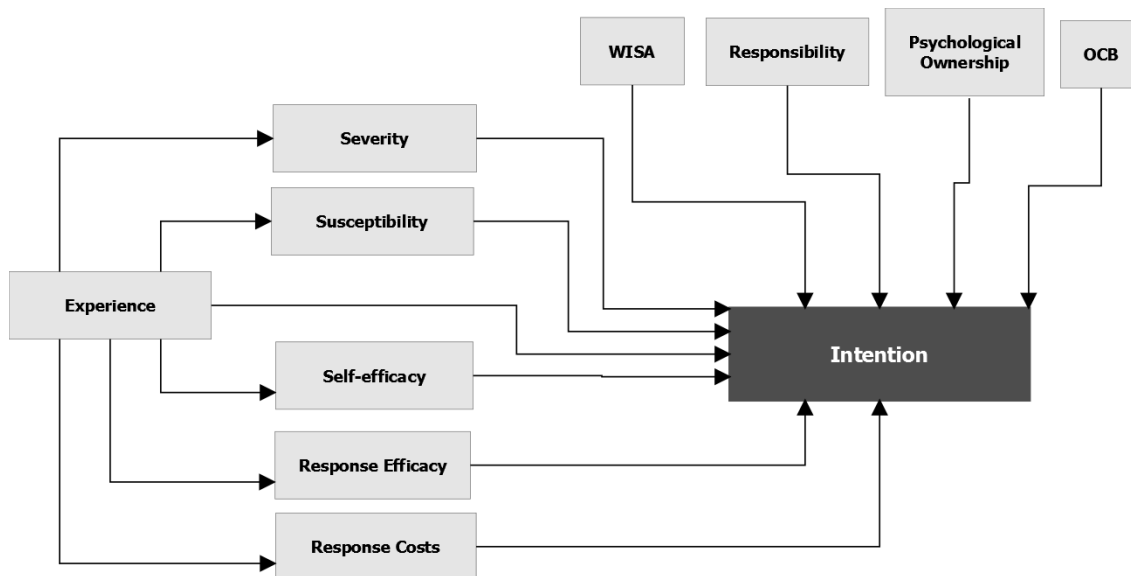 WISA
Responsibility
Psychological
Ownership
OCB
Severity
Susceptibility
Experience
Intention
Self-efficacy
Response Efficacy
Response Costs